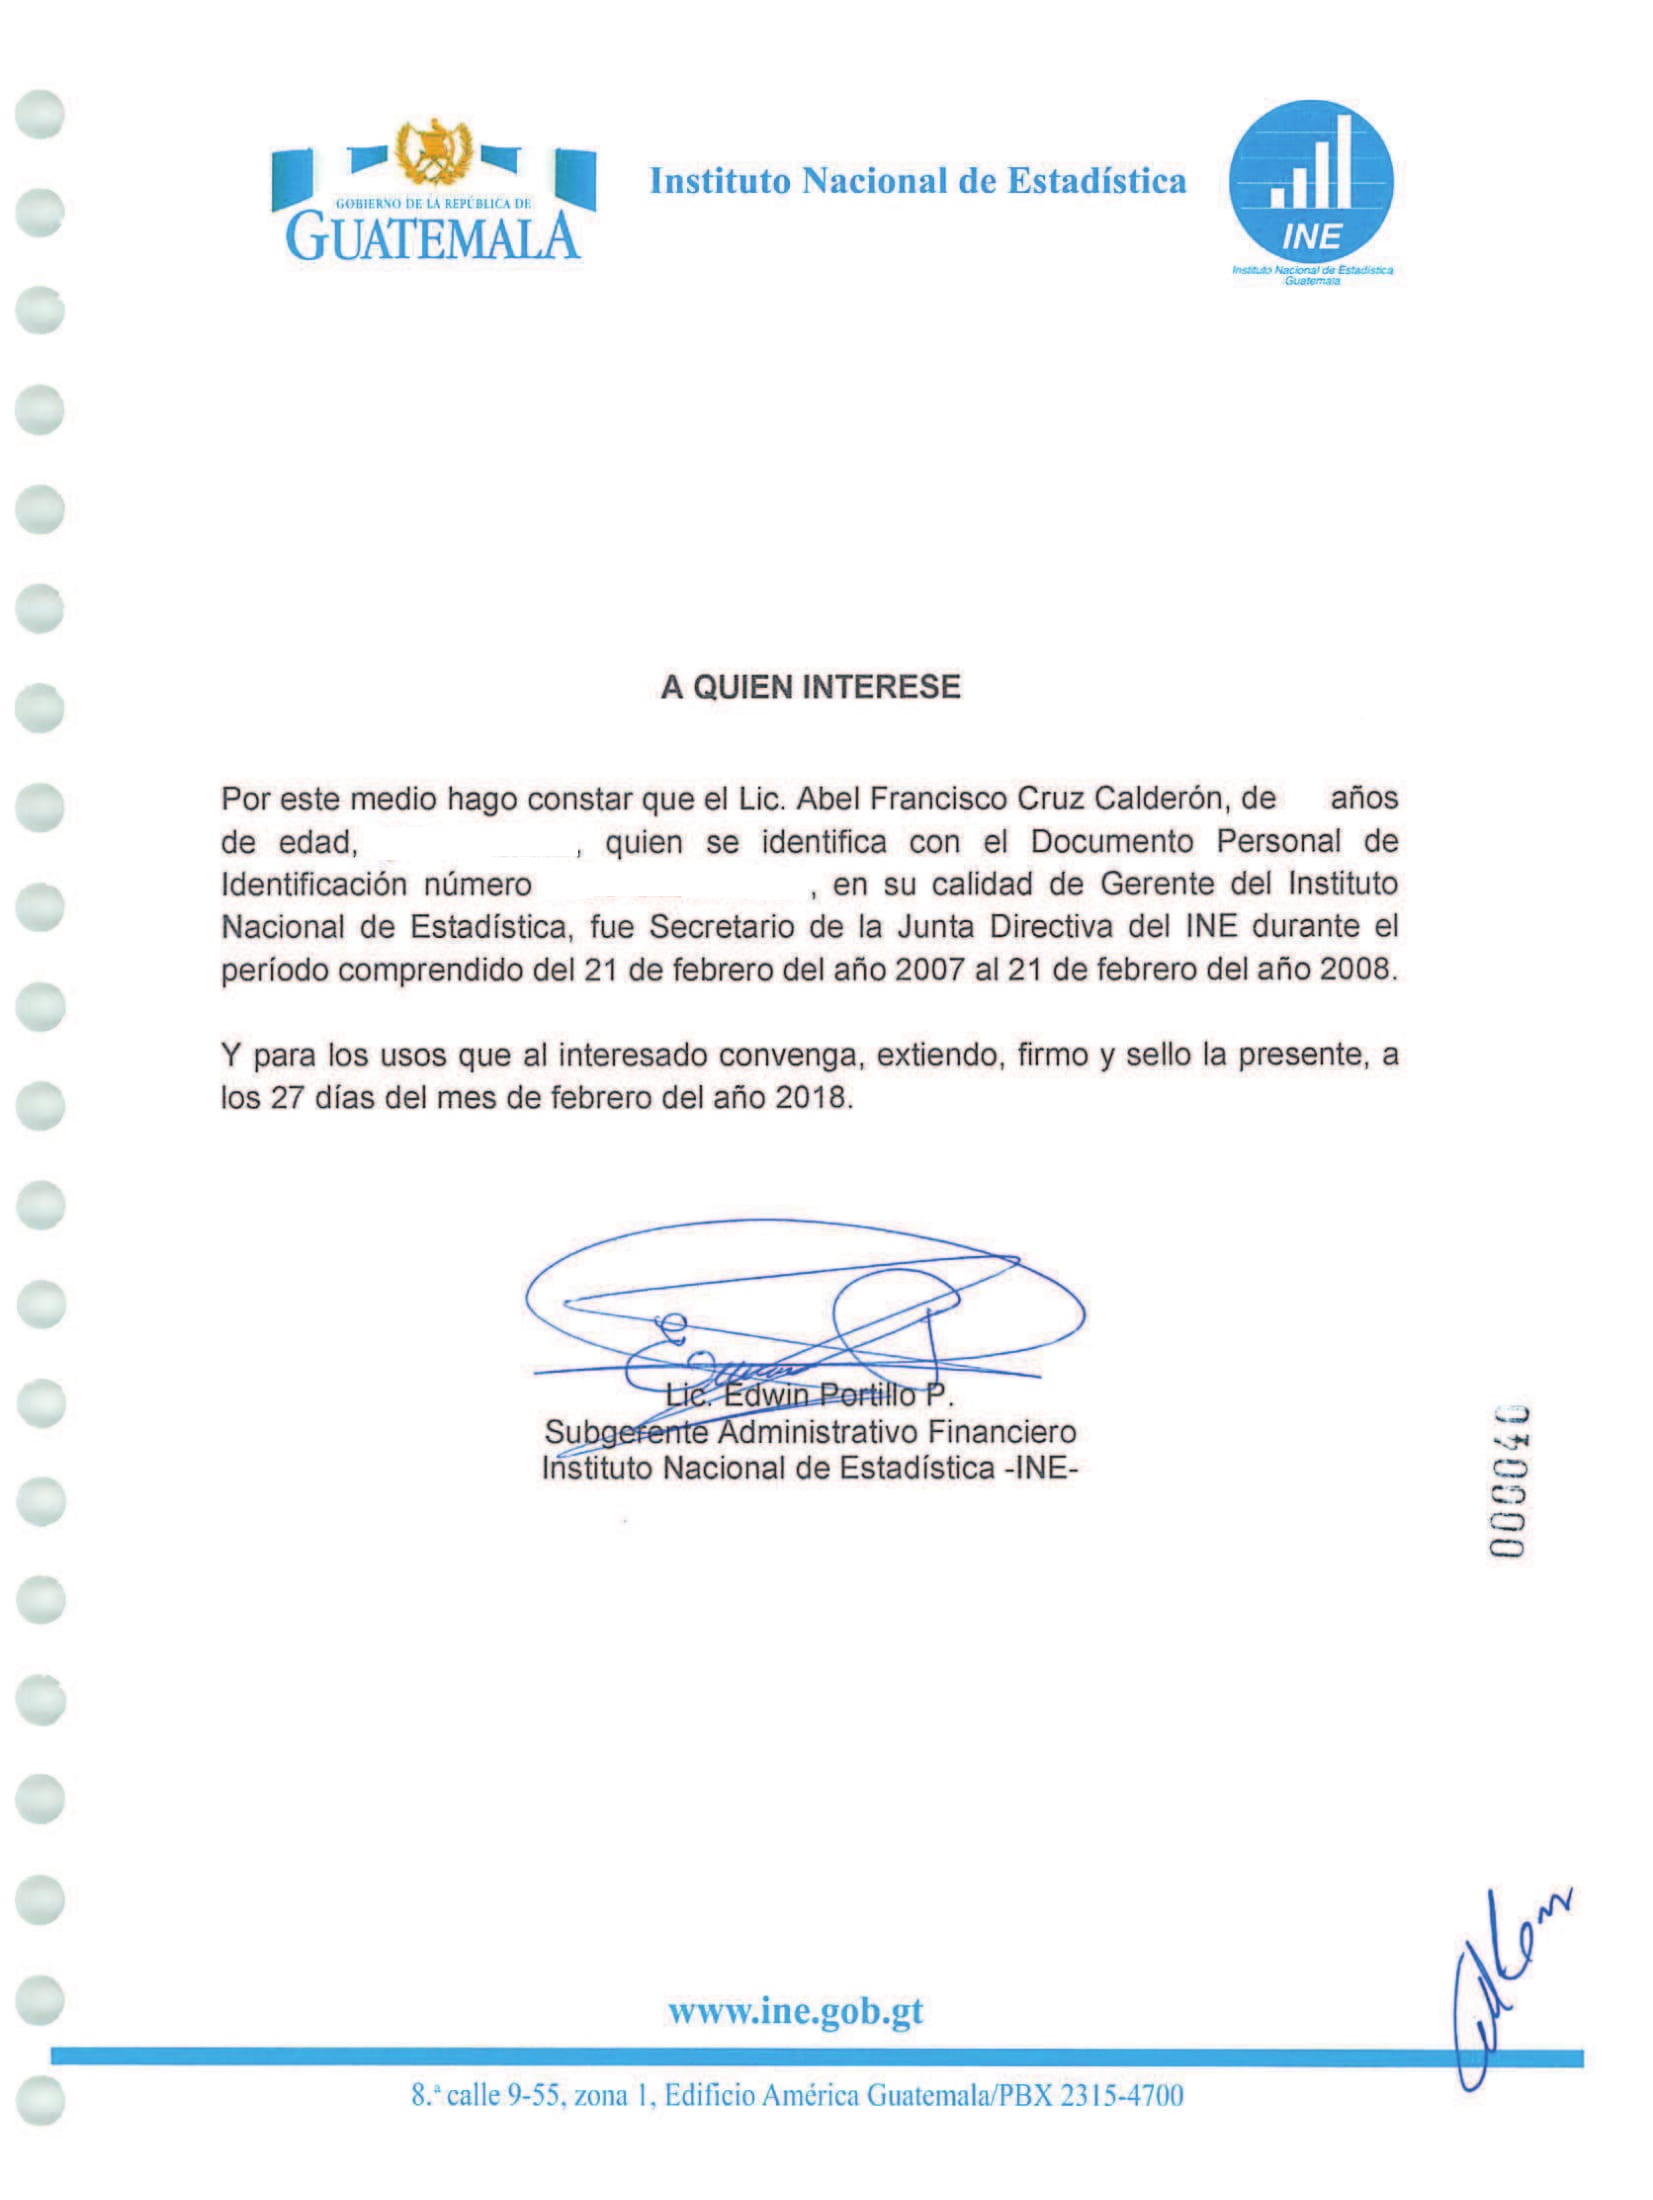 GOBIERNO DE LA REPÚBLICA DE
GUATEMALA
Instituto Nacional de Estadística
INE
Instituto Nacional de Estadística
Guatemala
A QUIEN INTERESE
Por este medio hago constar que el Lic. Abel Francisco Cruz Calderón, de años
de edad, , quien se identifica con el Documento Personal de
Identificación número , en su calidad de Gerente del Instituto
Nacional de Estadística, fue Secretario de la Junta Directiva del INE durante el
período comprendido del 21 de febrero del año 2007 al 21 de febrero del año 2008.
Y para los usos que al interesado convenga, extiendo, firmo y sello la presente, a
los 27 días del mes de febrero del año 2018.
Lic. Edwin Portillo P.
Subgerente Administrativo Financiero
Instituto Nacional de Estadística -INE-
000040
www.ine.gob.gt
8.ª calle 9-55, zona 1, Edificio América Guatemala/PBX 2315-4700